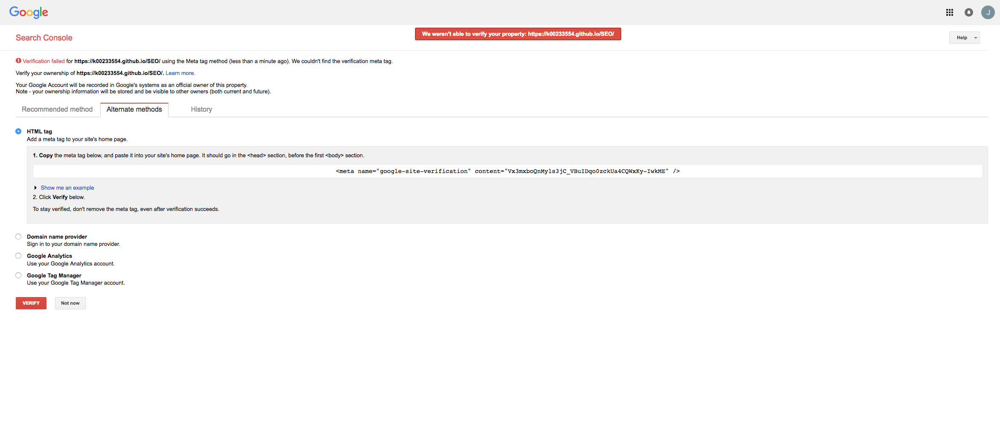 Google
J
Search Console
We weren't able to verify your property: https://k00233554.github.io/SEO/
Help
Verification failed for https://k00233554.github.io/SEO/ using the Meta tag method (less than a minute ago). We couldn't find the verification meta tag.
Verify your ownership of https://k00233554.github.io/SEO/. Learn more.
Your Google Account will be recorded in Google's systems as an official owner of this property.
Note - your ownership information will be stored and be visible to other owners (both current and future).
Recommended method Alternate methods History
HTML tag
Add a meta tag to your site's home page.
1. Copy the meta tag below, and paste it into your site's home page. It should go in the <head> section, before the first <body> section.
<meta name="google-site-verification" content="Vx3mxboQnMyls3jC_VBuIDqo0zckUa4CQWxKy-IwkME" />
Show me an example
2. Click Verify below.
To stay verified, don't remove the meta tag, even after verification succeeds.
Domain name provider
Sign in to your domain name provider.
Google Analytics
Use your Google Analytics account.
Google Tag Manager
Use your Google Tag Manager account.
VERIFY Not now